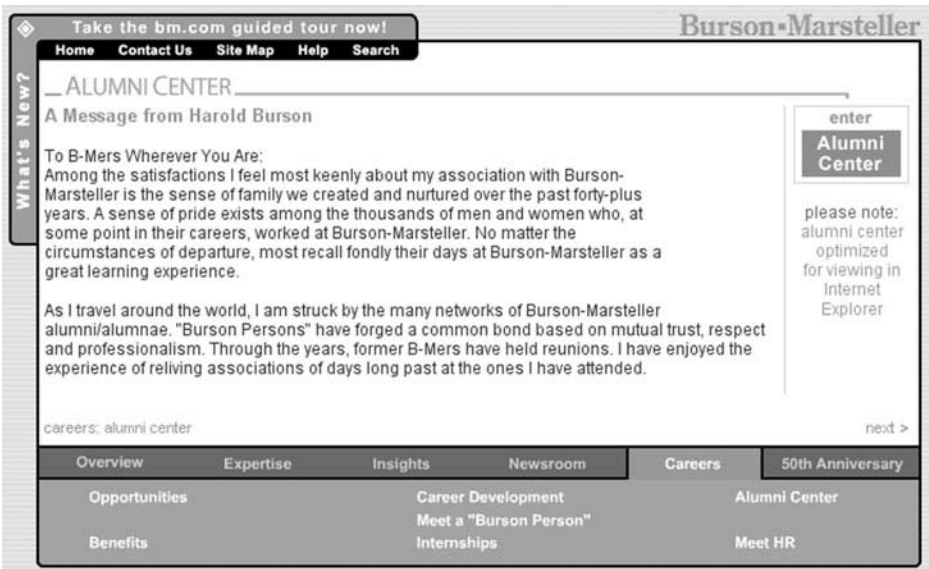 Take the bm.com guided tour now!
Burson-Marsteller
Home Contact Us Site Map Help Search
What's New?
ALUMNI CENTER
A Message from Harold Burson
To B-Mers Wherever You Are:
Among the satisfactions I feel most keenly about my association with Burson-
Marsteller is the sense of family we created and nurtured over the past forty-plus
years. A sense of pride exists among the thousands of men and women who, at
some point in their careers, worked at Burson-Marsteller. No matter the
circumstances of departure, most recall fondly their days at Burson-Marsteller as a
great learning experience.
As I travel around the world, I am struck by the many networks of Burson-Marsteller
alumni/alumnae. "Burson Persons" have forged a common bond based on mutual trust, respect
and professionalism. Through the years, former B-Mers have held reunions. I have enjoyed the
experience of reliving associations of days long past at the ones I have attended.
enter
Alumni
Center
please note:
alumni center
optimized
for viewing in
Internet
Explorer
careers: alumni center
next >
Overview Expertise Insights Newsroom Careers 50th Anniversary
Opportunities Career Development Alumni Center
Meet a "Burson Person"
Benefits Internships Meet HR